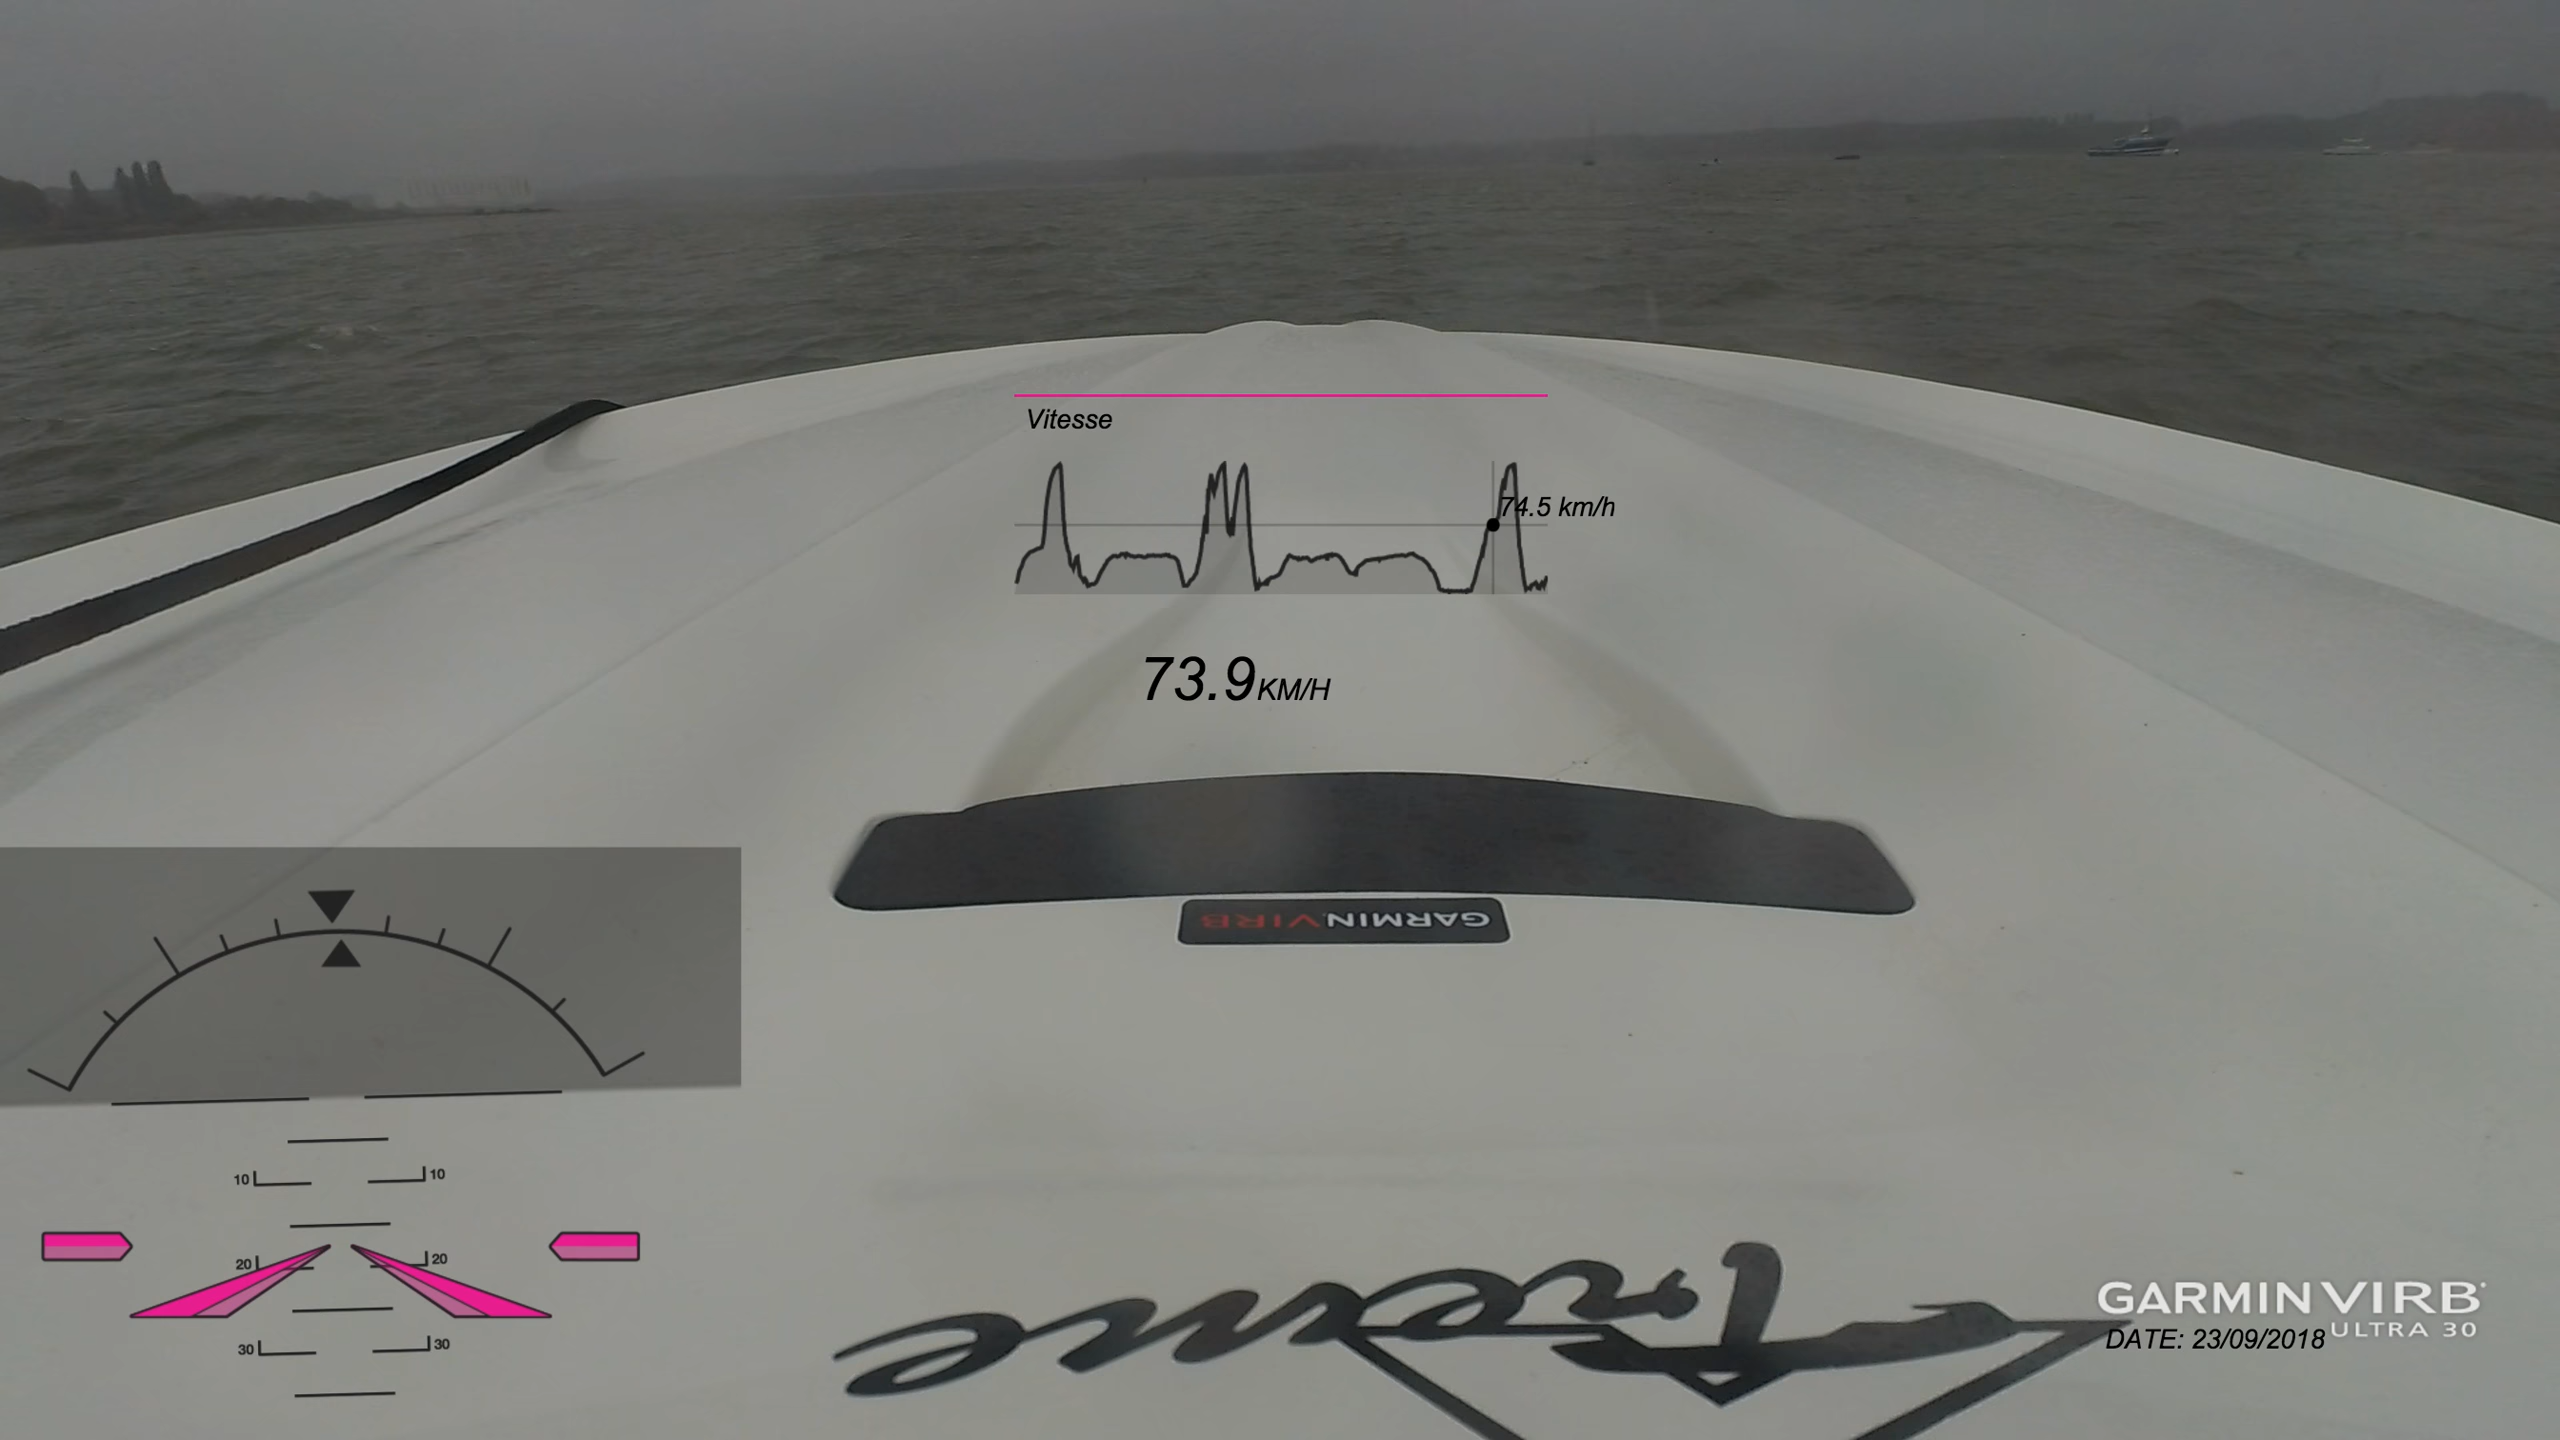 Vitesse
74.5 km/h
73.9KM/H
GARMIN VIRB
10 10
20 20
30 30
GARMIN VIRB
ULTRA 30
DATE: 23/09/2018